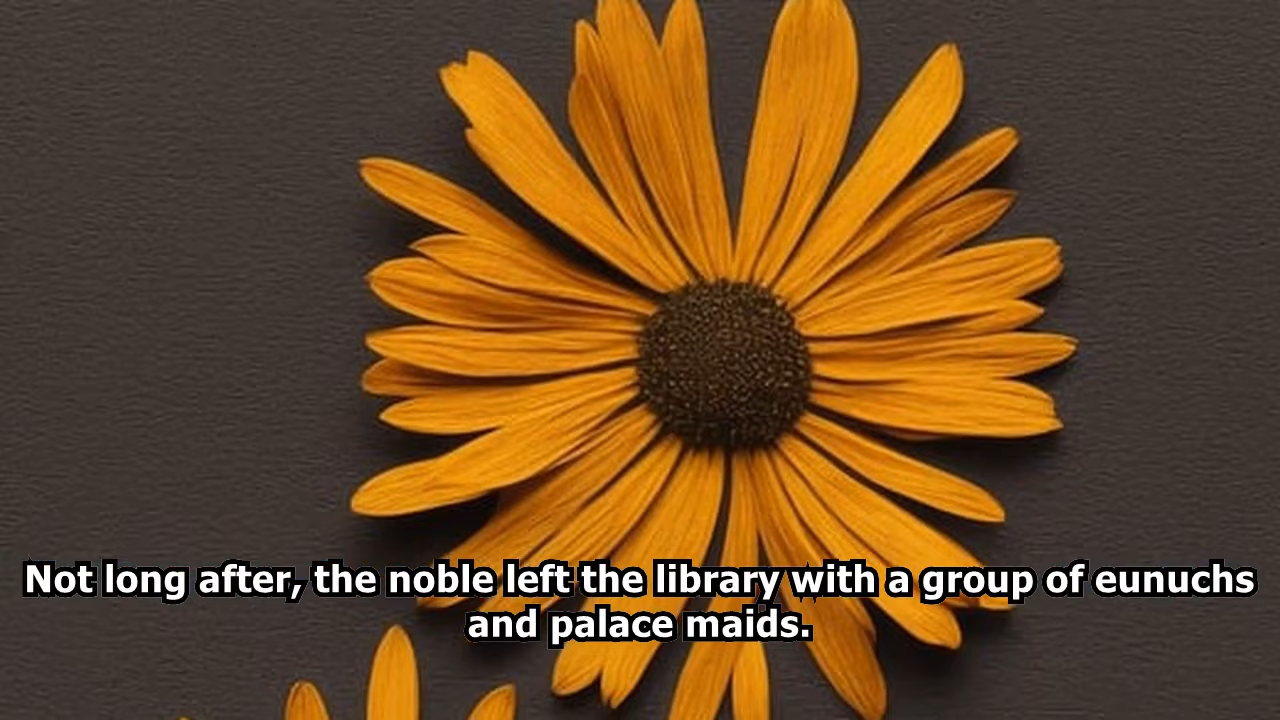 Not long after, the noble left the library with a group of eunuchs
and palace maids.